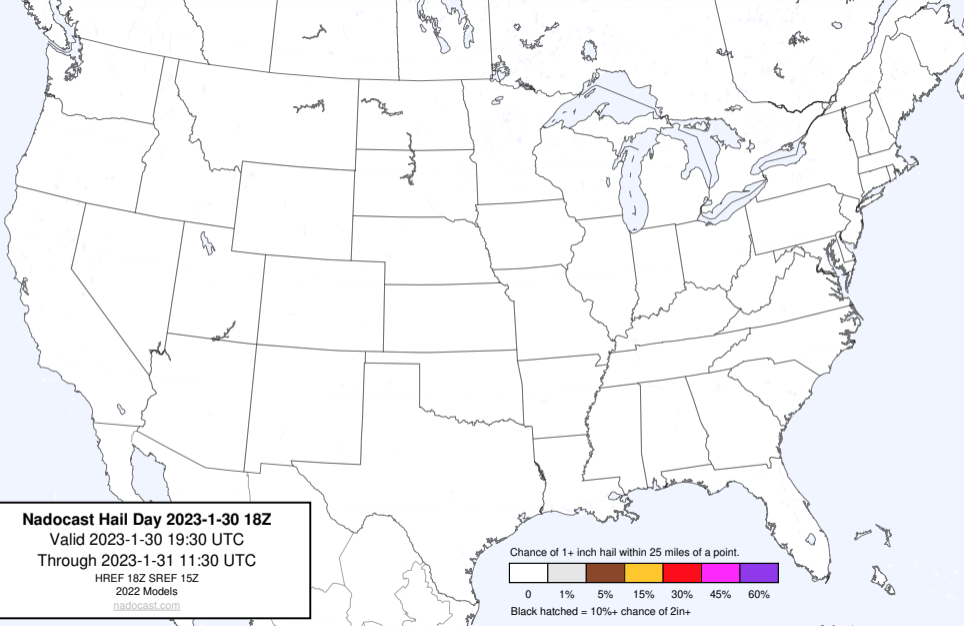 Nadocast Hail Day 2023-1-30 18Z
Valid 2023-1-30 19:30 UTC
Through 2023-1-31 11:30 UTC
HREF 18Z SREF 15Z
2022 Models
nadocast.com
Chance of 1+ inch hail within 25 miles of a point.
0 1% 5% 15% 30% 45% 60%
Black hatched = 10%+ chance of 2in+